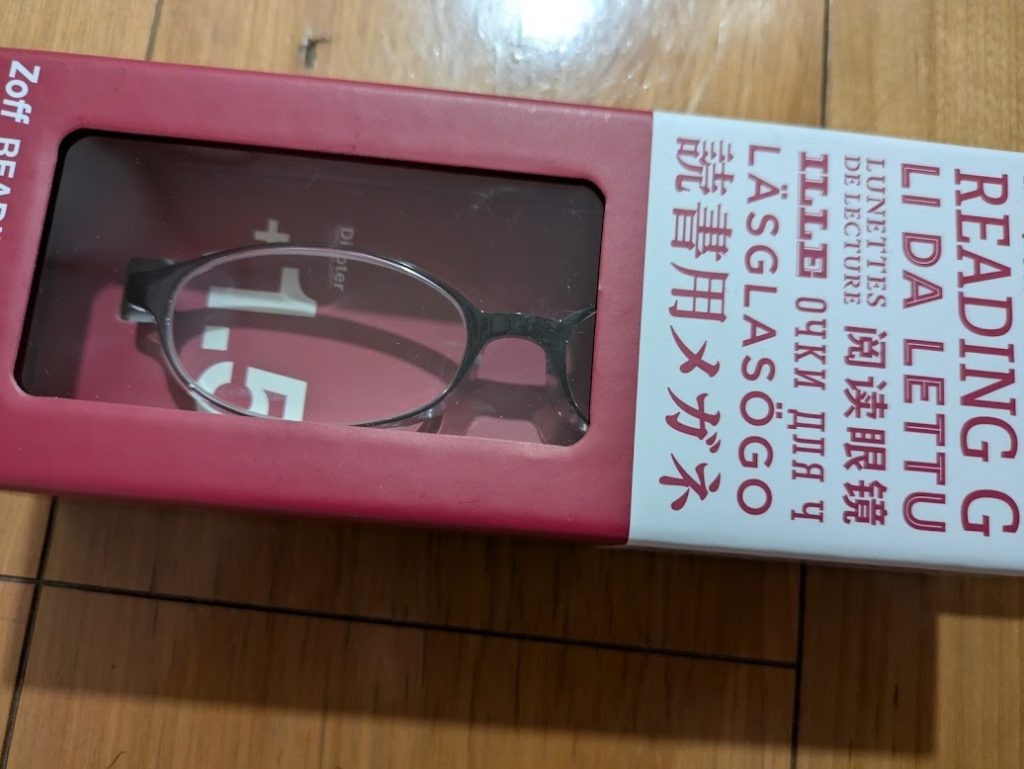 READING G
LI DA LETTU
LUNETTES
DE LECTURE
阅读眼镜
ILLE ОЧКИ ДЛЯ Ч
LÄSGLASÖGO
読書用メガネ
Diopter
+1.5
Zoff READI